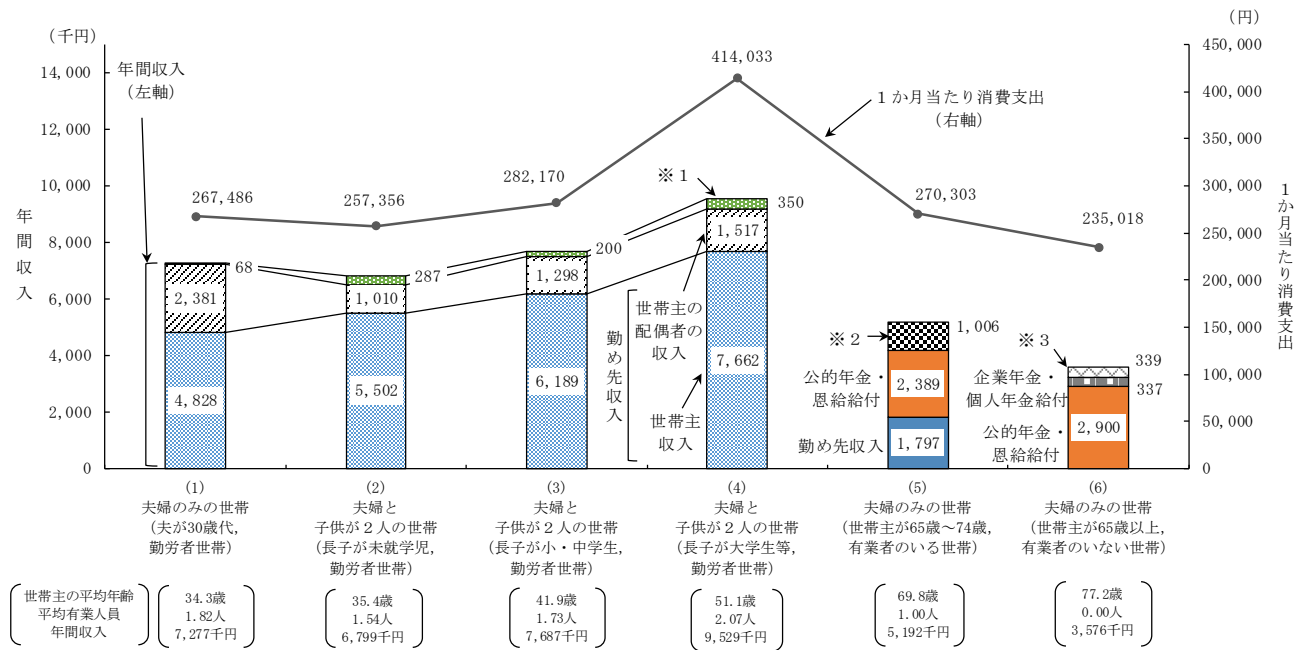 （千円）
（円）
14,000
12,000
10,000
8,000
6,000
4,000
2,000
0
年間収入
450,000
400,000
350,000
300,000
250,000
200,000
150,000
100,000
50,000
0
１か月当たり消費支出
年間収入
（左軸）
１か月当たり消費支出
（右軸）
267,486
257,356
282,170
414,033
270,303
235,018
68
2,381
4,828
287
1,010
5,502
200
1,298
6,189
※１
350
1,517
7,662
勤め先収入
世帯主の
配偶者の
収入
世帯主
収入
※２
1,006
公的年金・
恩給給付
2,389
勤め先収入
1,797
※３
339
企業年金・
個人年金給付
337
公的年金・
恩給給付
2,900
(1)
夫婦のみの世帯
(夫が30歳代,
勤労者世帯)
(2)
夫婦と
子供が２人の世帯
(長子が未就学児,
勤労者世帯)
(3)
夫婦と
子供が２人の世帯
(長子が小・中学生,
勤労者世帯)
(4)
夫婦と
子供が２人の世帯
(長子が大学生等,
勤労者世帯)
(5)
夫婦のみの世帯
(世帯主が65歳～74歳,
有業者のいる世帯)
(6)
夫婦のみの世帯
(世帯主が65歳以上,
有業者のいない世帯)
世帯主の平均年齢
平均有業人員
年間収入
34.3歳
1.82人
7,277千円
35.4歳
1.54人
6,799千円
41.9歳
1.73人
7,687千円
51.1歳
2.07人
9,529千円
69.8歳
1.00人
5,192千円
77.2歳
0.00人
3,576千円